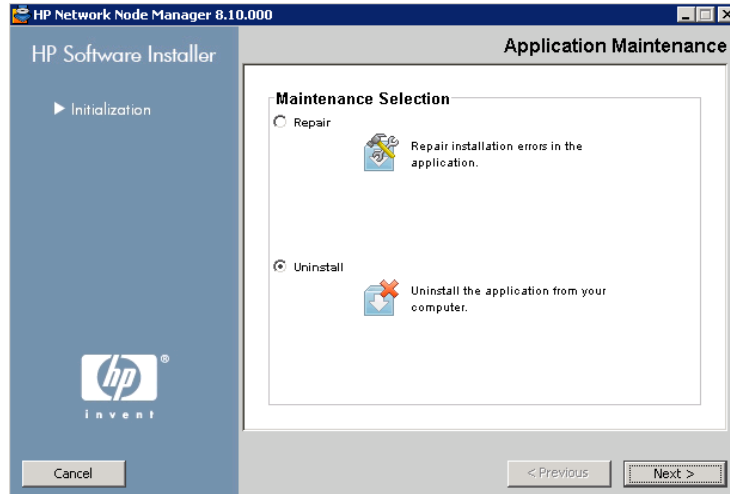 HP Network Node Manager 8.10.000
HP Software Installer
Application Maintenance
Initialization
Maintenance Selection
Repair
Repair installation errors in the
application.
Uninstall
Uninstall the application from your
computer.
hp ®
invent
Cancel
< Previous
Next >